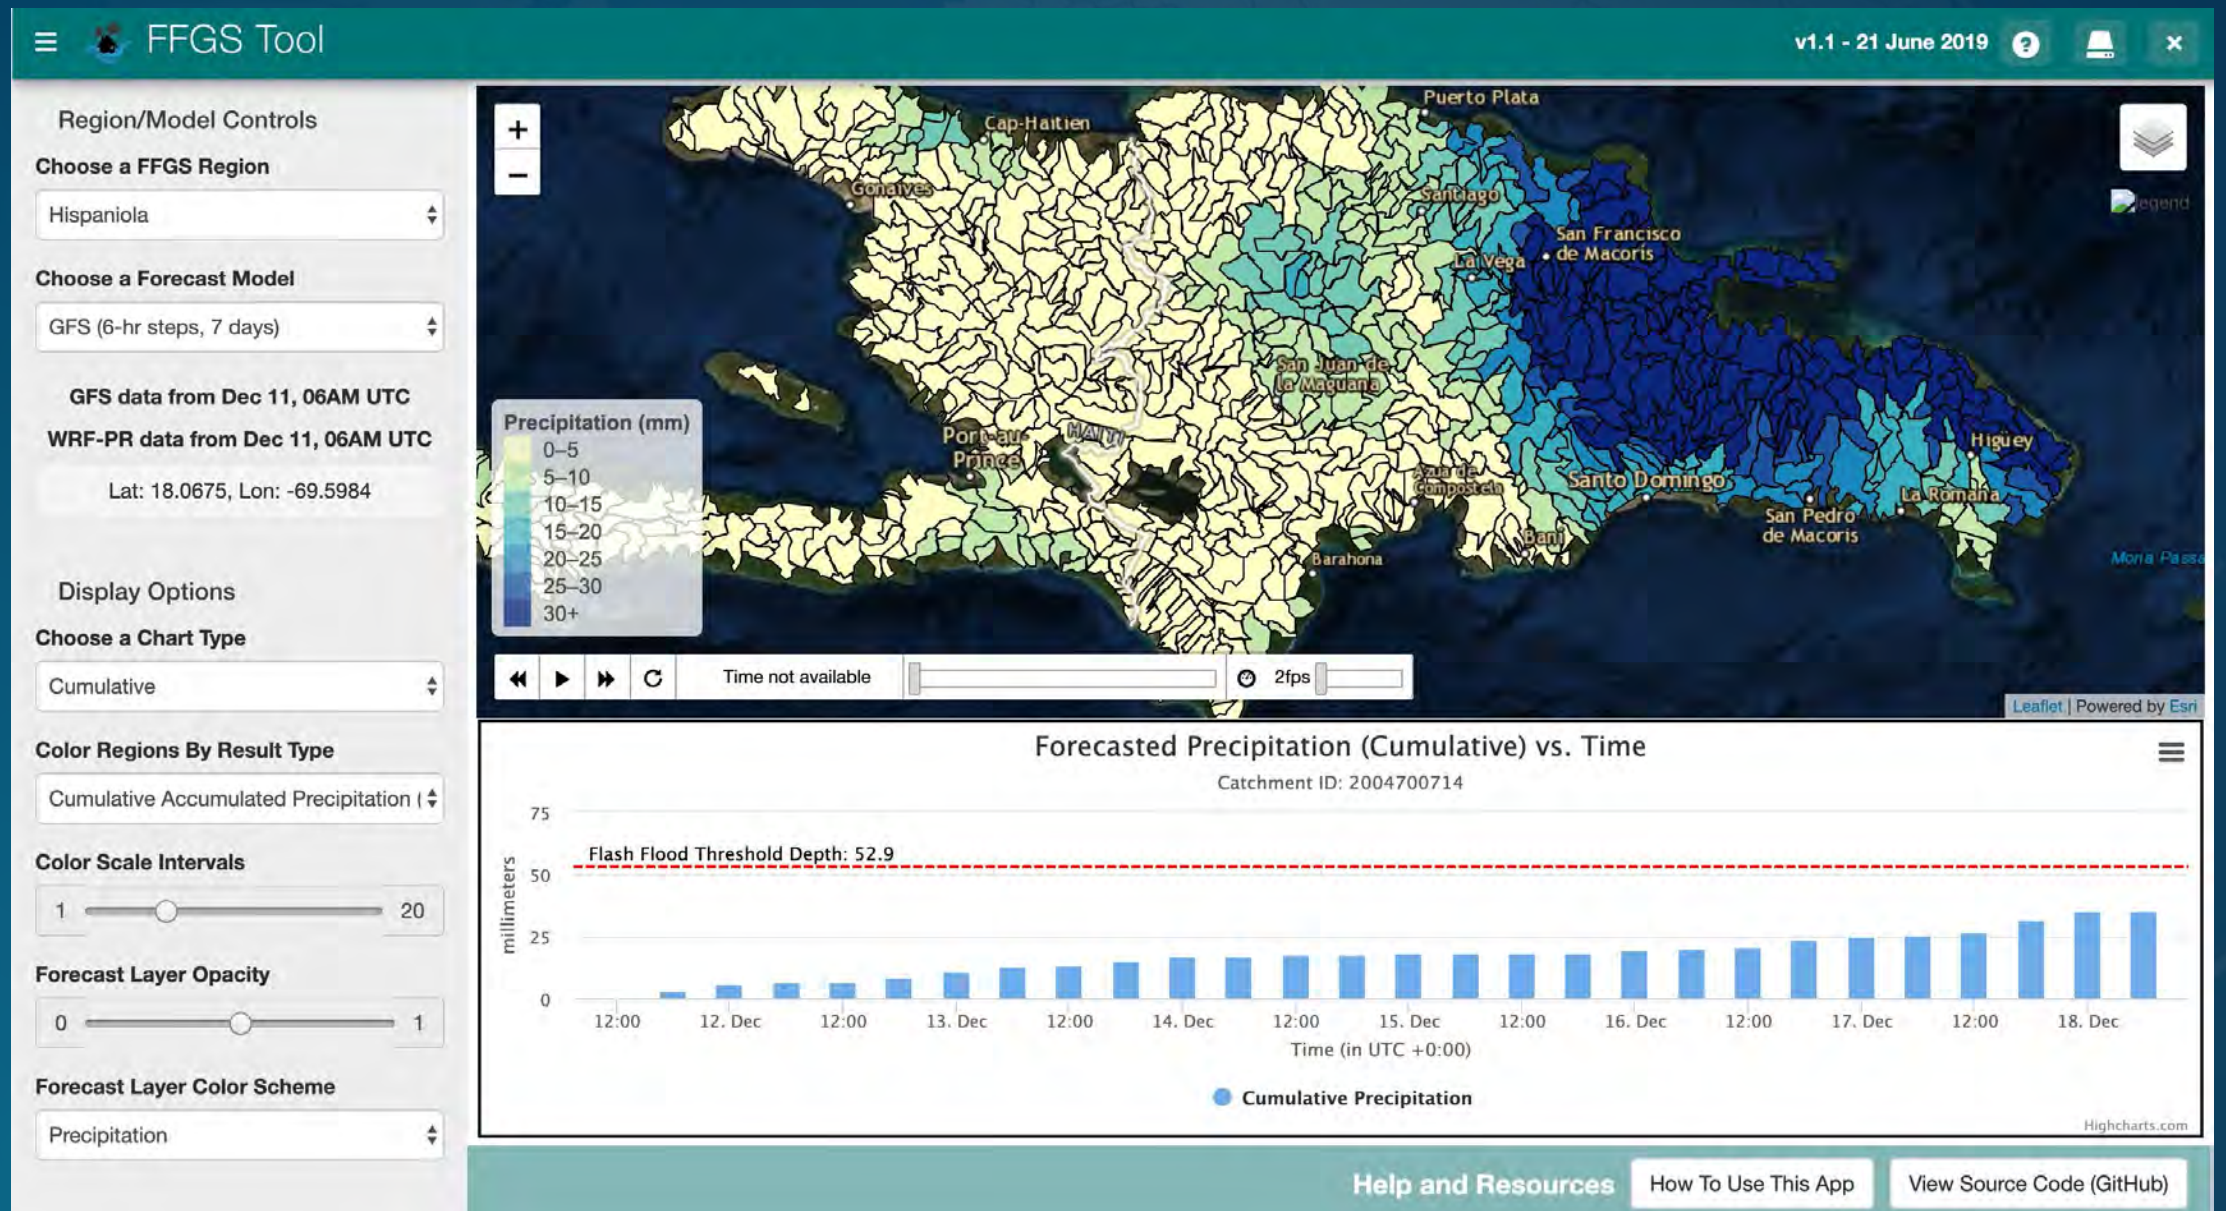 FFGS Tool
v1.1 - 21 June 2019
Region/Model Controls
Choose a FFGS Region
Hispaniola
Choose a Forecast Model
GFS (6-hr steps, 7 days)
GFS data from Dec 11, 06AM UTC
WRF-PR data from Dec 11, 06AM UTC
Lat: 18.0675, Lon: -69.5984
Display Options
Choose a Chart Type
Cumulative
Color Regions By Result Type
Cumulative Accumulated Precipitation (
Color Scale Intervals
1
20
Forecast Layer Opacity
0
1
Forecast Layer Color Scheme
Precipitation
+
−
Puerto Plata
Cap-Haitien
legend
Gonaives
Santiago
San Francisco
de Macorís
La Vega
San Juan de
la Maguana
Precipitation (mm)
0–5
5–10
10–15
15–20
20–25
25–30
30+
Port-au-
Prince
HAITI
Higüey
Azua de
Compostela
Santo Domingo
La Romana
San Pedro
de Macoris
Baní
Barahona
Mona Passa
Time not available
2fps
Leaflet | Powered by Esri
Forecasted Precipitation (Cumulative) vs. Time
Catchment ID: 2004700714
75
Flash Flood Threshold Depth: 52.9
50
25
0
millimeters
12:00 12. Dec 12:00 13. Dec 12:00 14. Dec 12:00 15. Dec 12:00 16. Dec 12:00 17. Dec 12:00 18. Dec
Time (in UTC +0:00)
Cumulative Precipitation
Highcharts.com
Help and Resources
How To Use This App
View Source Code (GitHub)